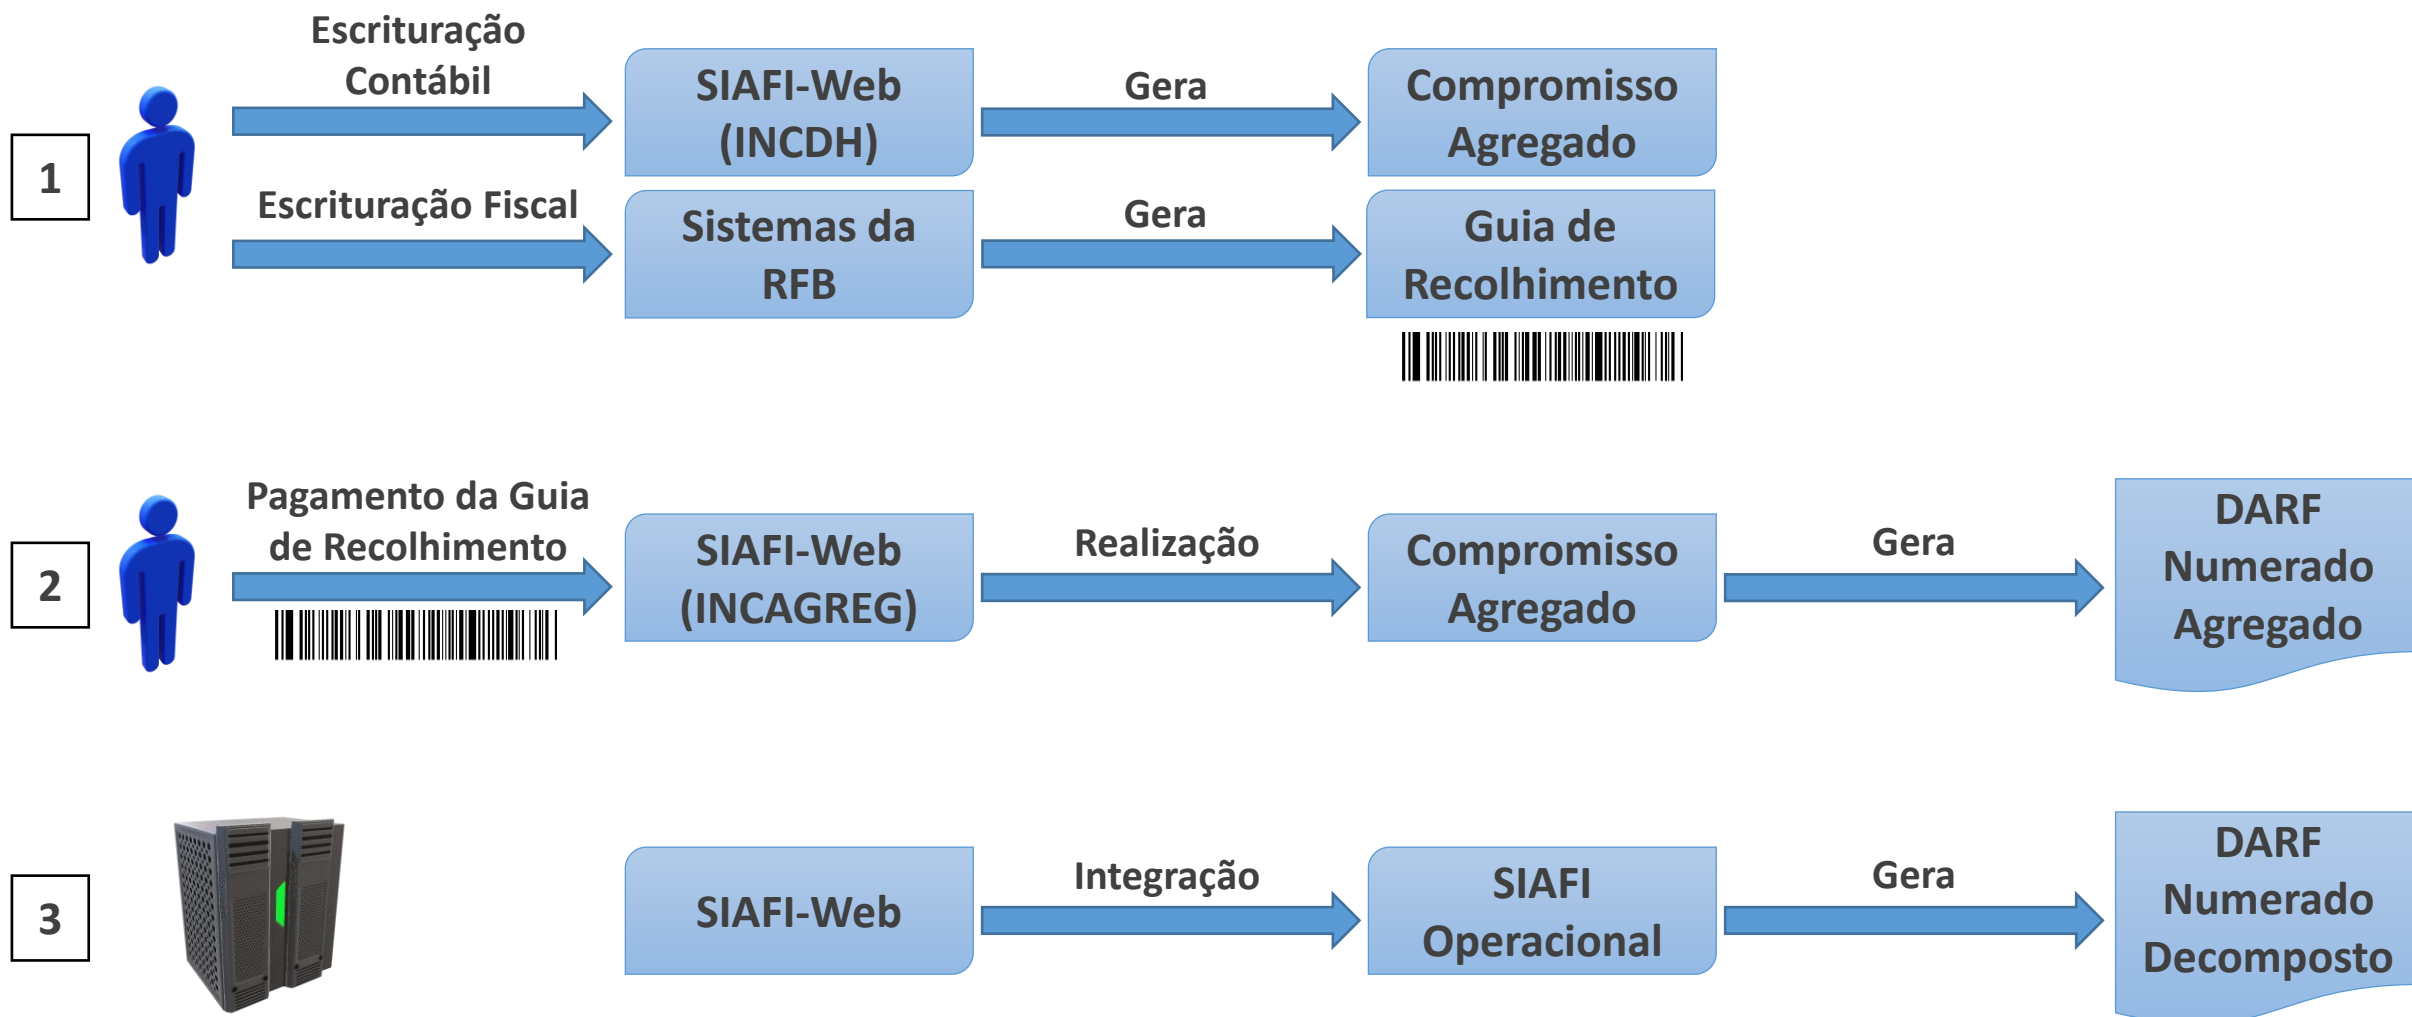 1
Escrituração
Contábil
SIAFI-Web
(INCDH)
Gera
Compromisso
Agregado
Escrituração Fiscal
Sistemas da
RFB
Gera
Guia de
Recolhimento
2
Pagamento da Guia
de Recolhimento
SIAFI-Web
(INCAGREG)
Realização
Compromisso
Agregado
Gera
DARF
Numerado
Agregado
3
SIAFI-Web
Integração
SIAFI
Operacional
Gera
DARF
Numerado
Decomposto